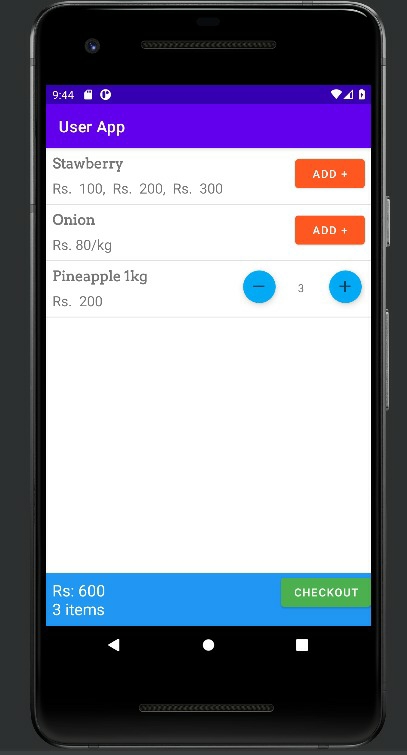 9:44
User App
Stawberry
ADD +
Rs. 100, Rs. 200, Rs. 300
Onion
ADD +
Rs. 80/kg
Pineapple 1kg
− 3 +
Rs. 200
Rs: 600
CHECKOUT
3 items